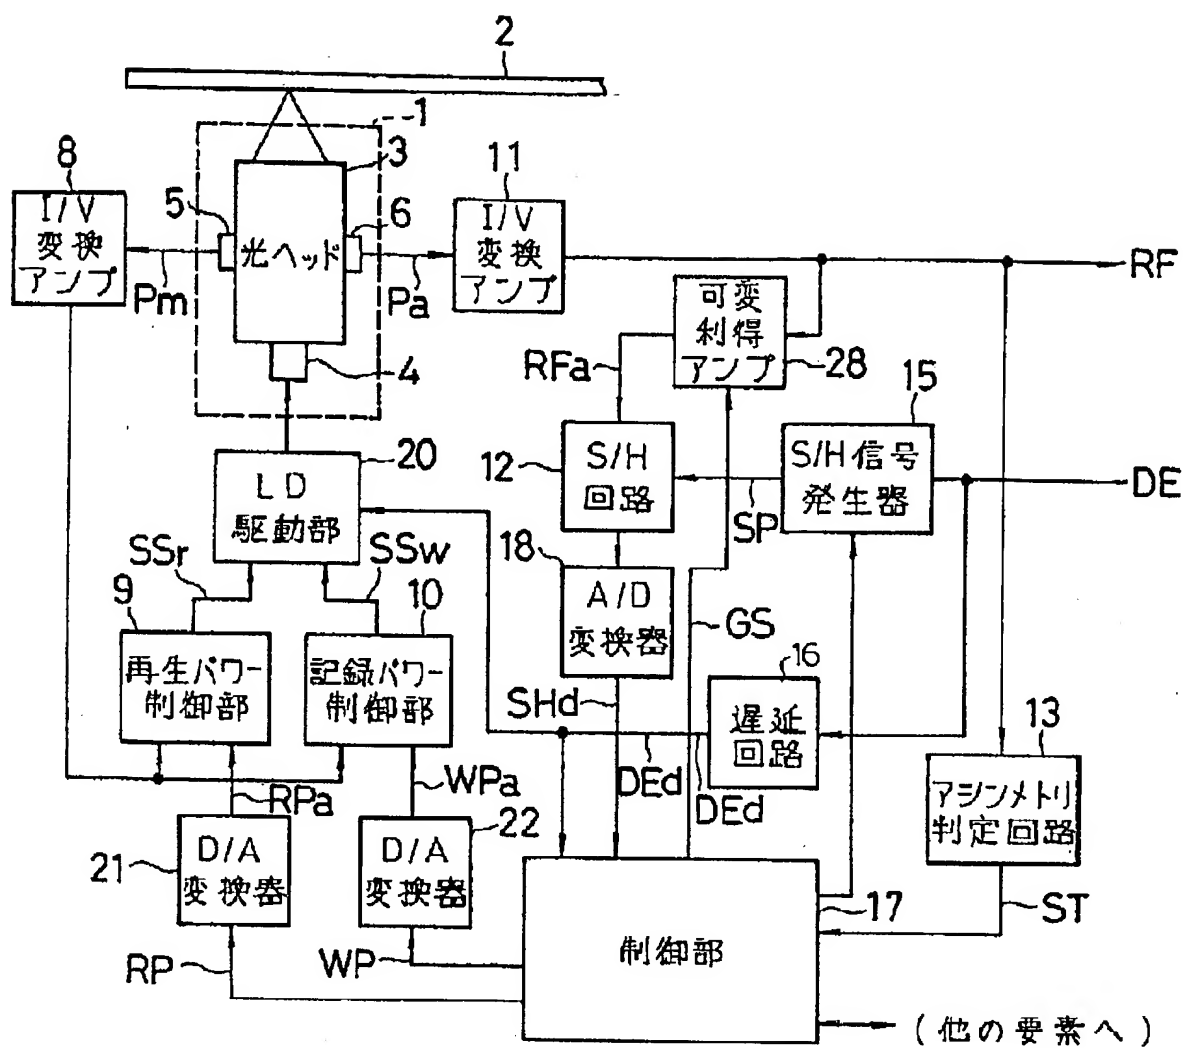 2
1
3
8
I/V
変換
アンプ
5
光ヘッド
6
11
I/V
変換
アンプ
Pm
Pa
4
RF
可変
利得
アンプ
28
RFa
15
S/H信号
発生器
12
S/H
回路
SP
DE
20
LD
駆動部
SSr
SSw
18
A/D
変換器
GS
9
再生パワー
制御部
10
記録パワー
制御部
16
遅延
回路
SHd
DEd
DEd
13
アシンメトリ
判定回路
RPa
WPa
21
D/A
変換器
22
D/A
変換器
17
ST
制御部
RP
WP
(他の要素へ)